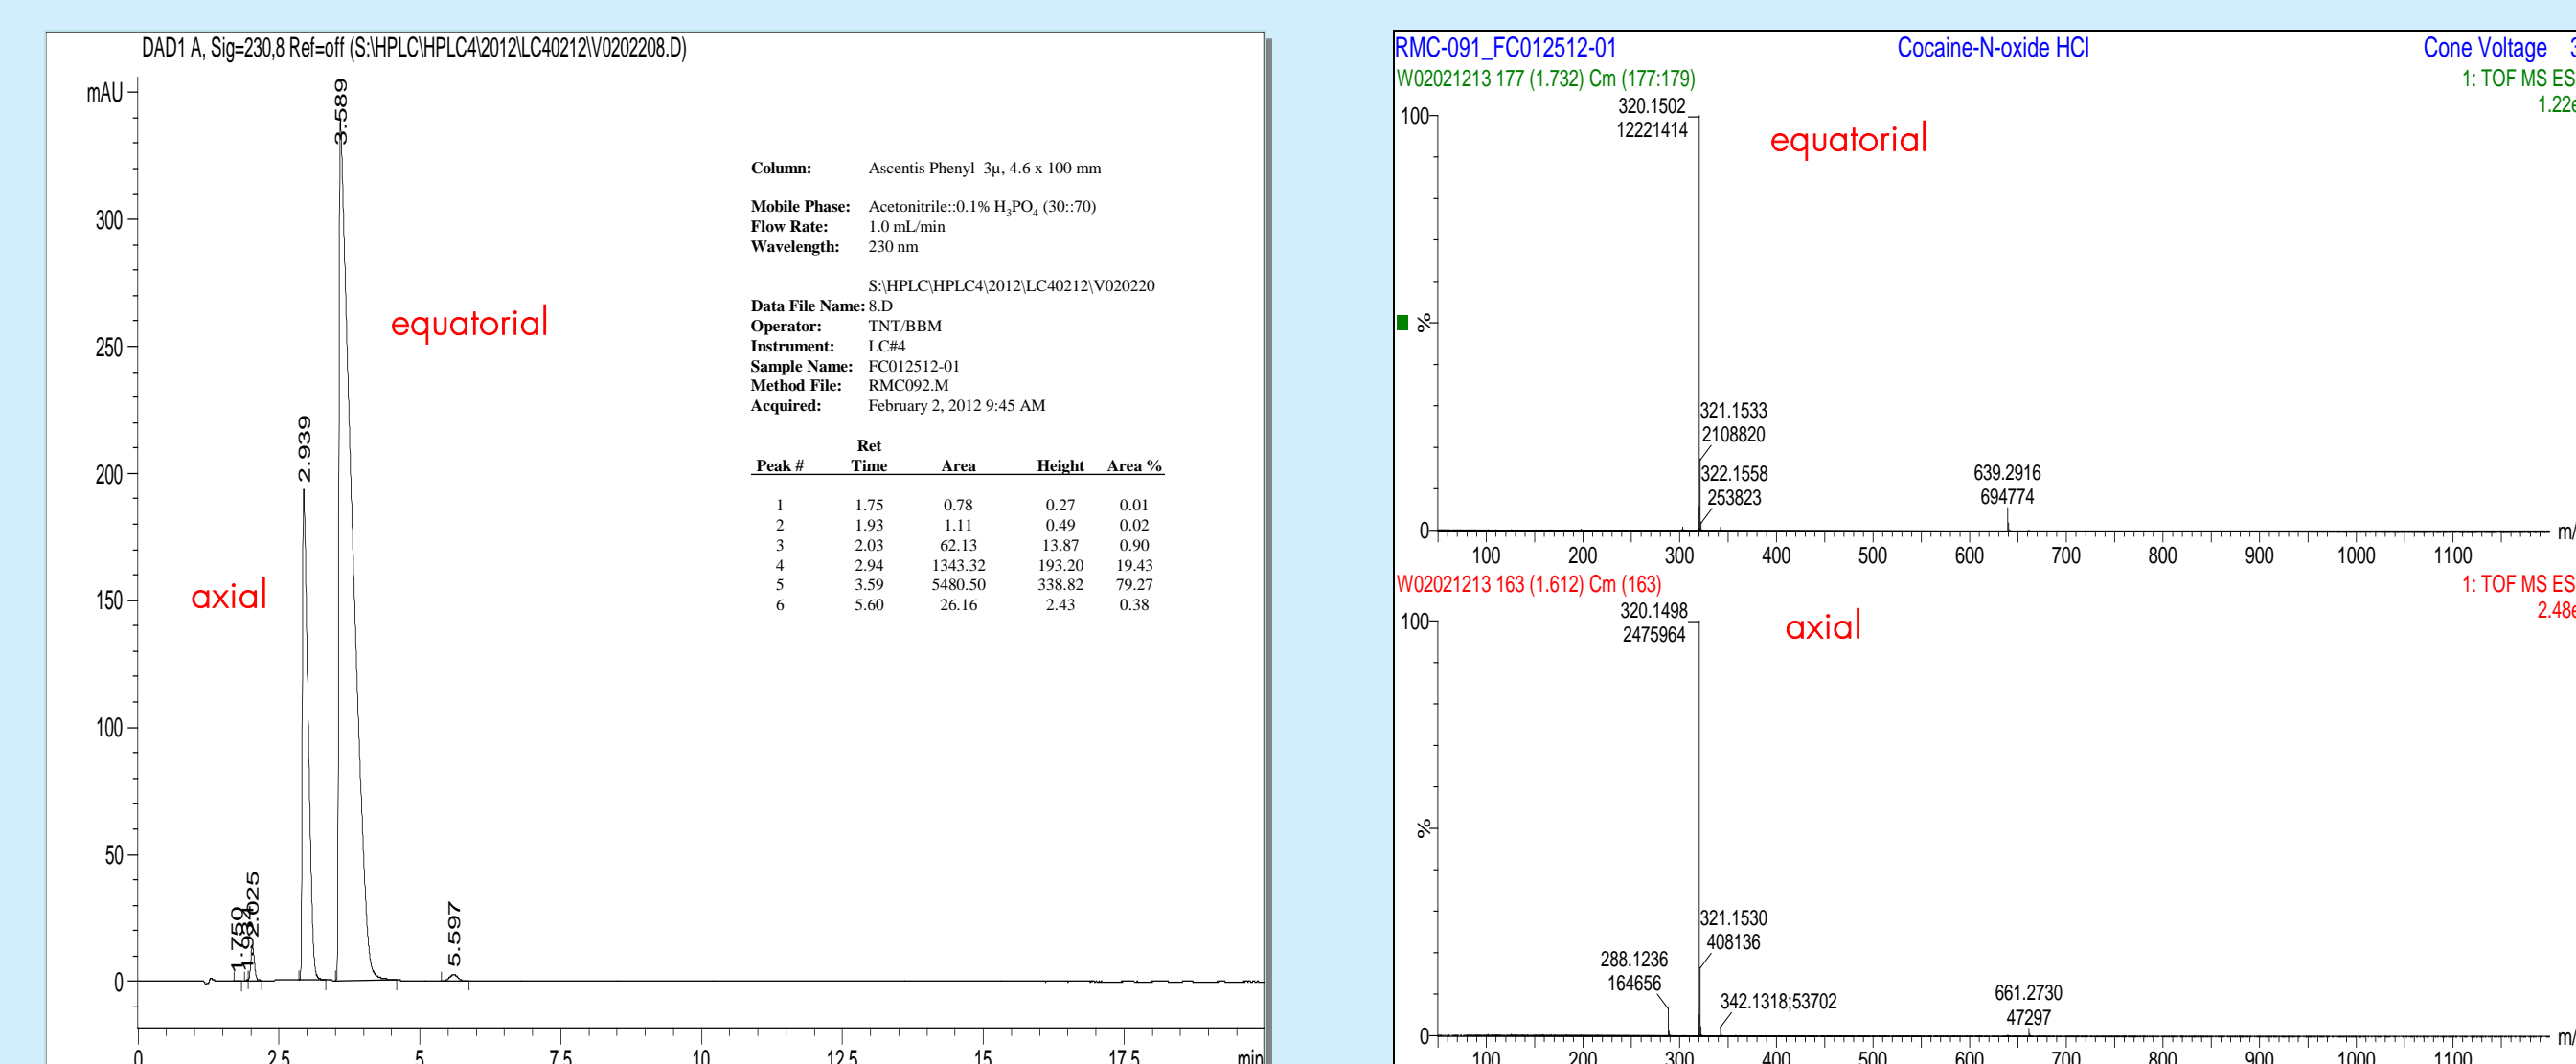 DAD1 A, Sig=230,8 Ref=off (S:\HPLC\HPLC4\2012\LC40212\V0202208.D)
mAU
300
250
200
150
100
50
0
0 2.5 5 7.5 10 12.5 15 17.5 min
1.750
1.934
2.025
2.939
3.589
5.597
axial
equatorial
Column: Ascentis Phenyl 3µ, 4.6 x 100 mm
Mobile Phase: Acetonitrile::0.1% H₃PO₄ (30::70)
Flow Rate: 1.0 mL/min
Wavelength: 230 nm
S:\HPLC\HPLC4\2012\LC40212\V020220
Data File Name: 8.D
Operator: TNT/BBM
Instrument: LC#4
Sample Name: FC012512-01
Method File: RMC092.M
Acquired: February 2, 2012 9:45 AM
Ret
Peak # Time Area Height Area %
1 1.75 0.78 0.27 0.01
2 1.93 1.11 0.49 0.02
3 2.03 62.13 13.87 0.90
4 2.94 1343.32 193.20 19.43
5 3.59 5480.50 338.82 79.27
6 5.60 26.16 2.43 0.38
RMC-091_FC012512-01 Cocaine-N-oxide HCl Cone Voltage 3
W02021213 177 (1.732) Cm (177:179) 1: TOF MS ES
1.22e
320.1502
12221414
100
equatorial
321.1533
2108820
322.1558
253823
639.2916
694774
%
0
100 200 300 400 500 600 700 800 900 1000 1100
m/
W02021213 163 (1.612) Cm (163) 1: TOF MS ES
2.48e
320.1498
2475964
100
axial
321.1530
408136
288.1236
164656
342.1318;53702
661.2730
47297
%
0
100 200 300 400 500 600 700 800 900 1000 1100
m/